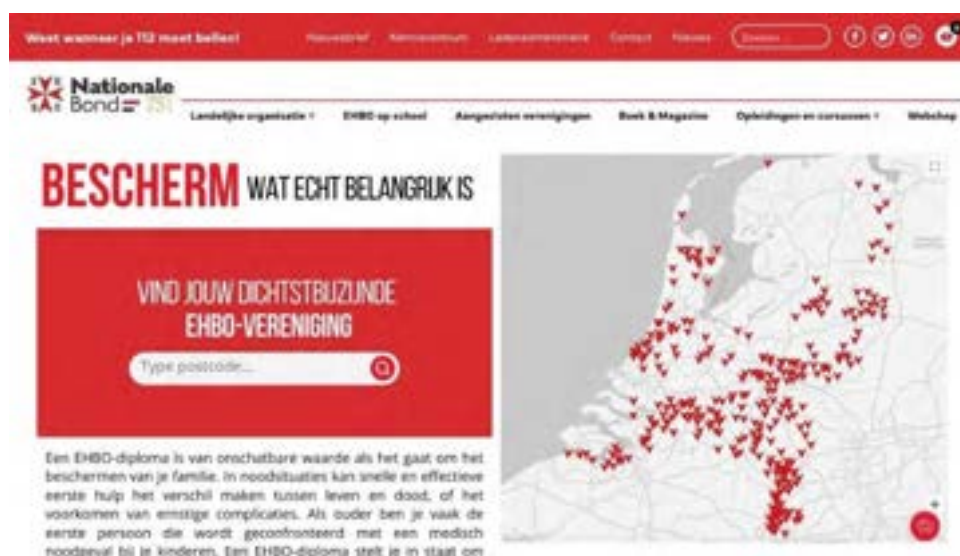 Weet wanneer je 112 moet bellen!
Nieuwsbrief Kenniscentrum Ledenadministratie Contact Nieuws Zoeken ...
Nationale
Bond
Landelijke organisatie EHBO op school Aangesloten verenigingen Boek & Magazine Opleidingen en cursussen Webshop
BESCHERM WAT ECHT BELANGRIJK IS
VIND JOUW DICHTSTBIJZIJNDE
EHBO-VERENIGING
Type postcode...
Een EHBO-diploma is van onschatbare waarde als het gaat om het
beschermen van je familie. In noodsituaties kan snelle en effectieve
eerste hulp het verschil maken tussen leven en dood, of het
voorkomen van ernstige complicaties. Als ouder ben je vaak de
eerste persoon die wordt geconfronteerd met een medisch
noodgeval bij je kinderen. Een EHBO-diploma stelt je in staat om